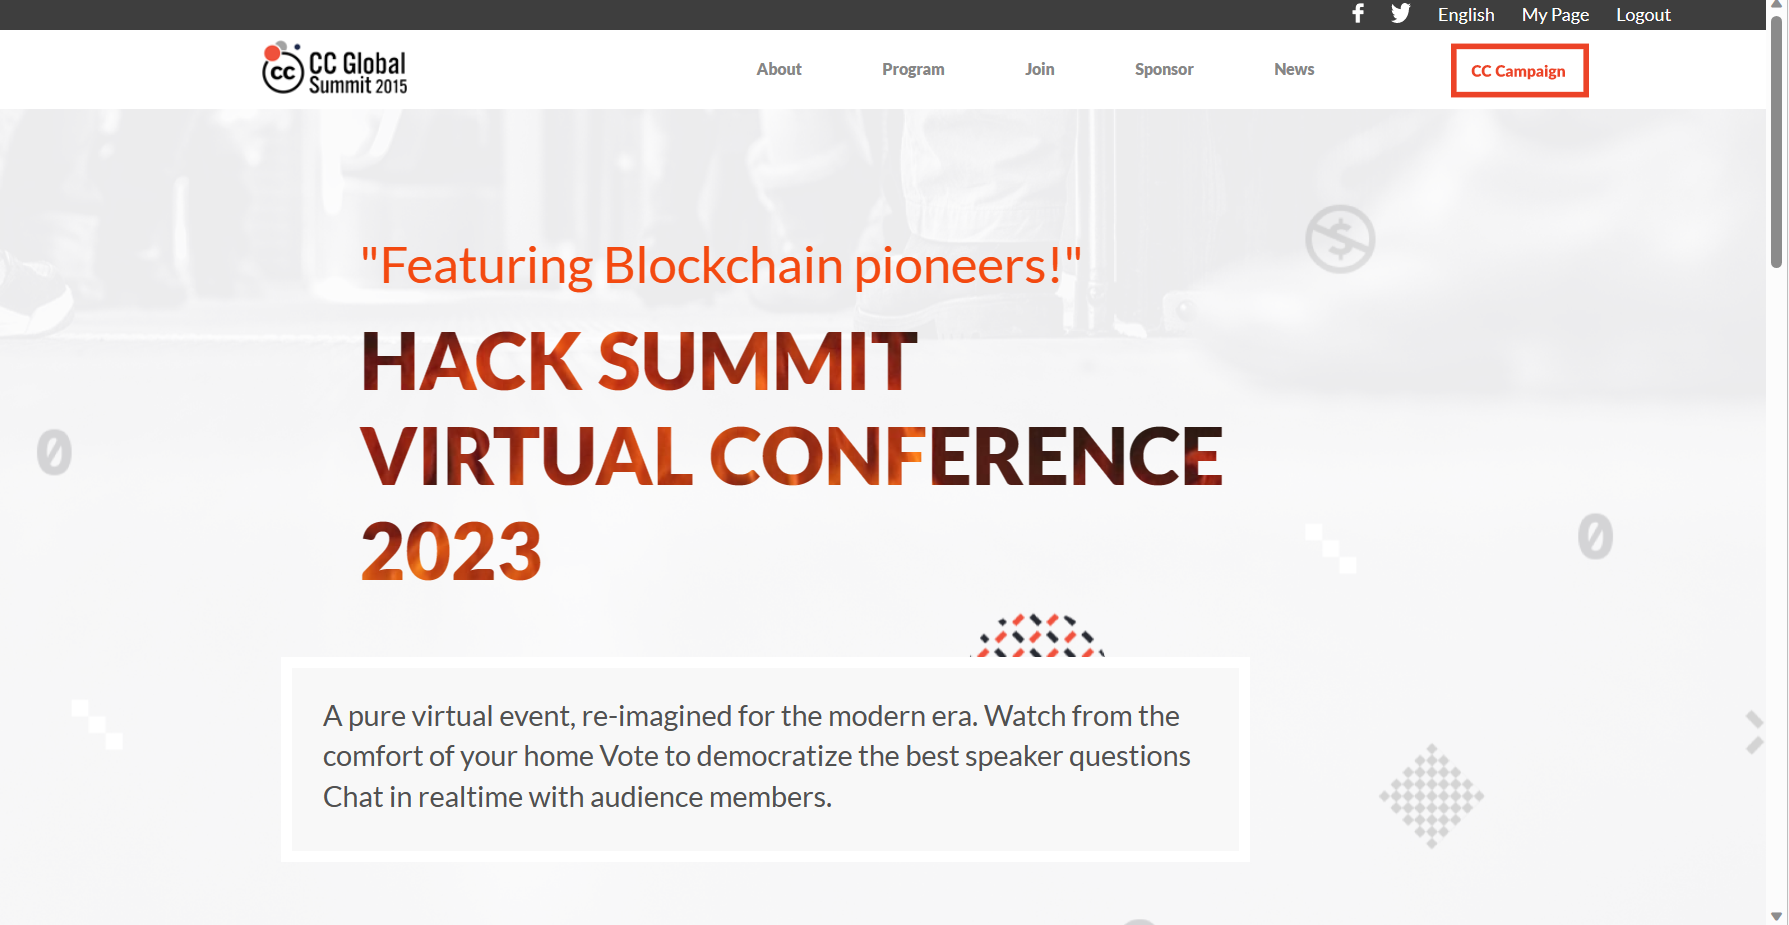 English My Page Logout
CC Global
Summit 2015
cc
About Program Join Sponsor News CC Campaign
"Featuring Blockchain pioneers!"
HACK SUMMIT
VIRTUAL CONFERENCE
2023
A pure virtual event, re-imagined for the modern era. Watch from the
comfort of your home Vote to democratize the best speaker questions
Chat in realtime with audience members.